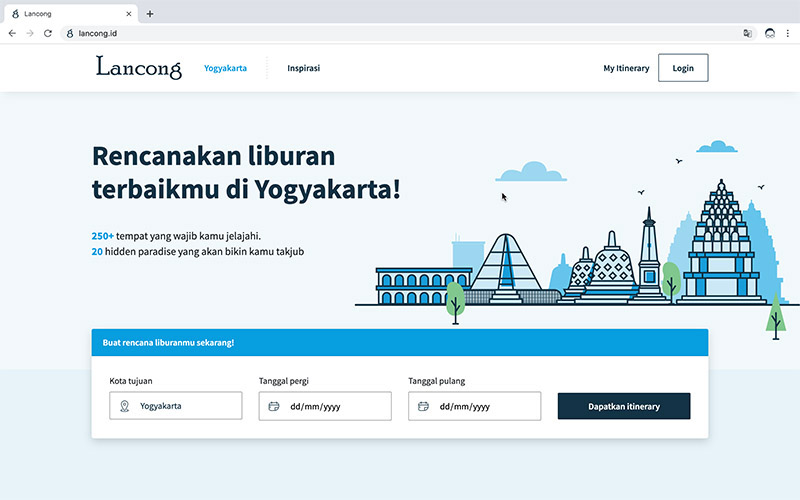 Lancong
lancong.id
Lancong
Yogyakarta
Inspirasi
My Itinerary
Login
Rencanakan liburan
terbaikmu di Yogyakarta!
250+ tempat yang wajib kamu jelajahi.
20 hidden paradise yang akan bikin kamu takjub
Buat rencana liburanmu sekarang!
Kota tujuan
Tanggal pergi
Tanggal pulang
Yogyakarta
dd/mm/yyyy
dd/mm/yyyy
Dapatkan itinerary